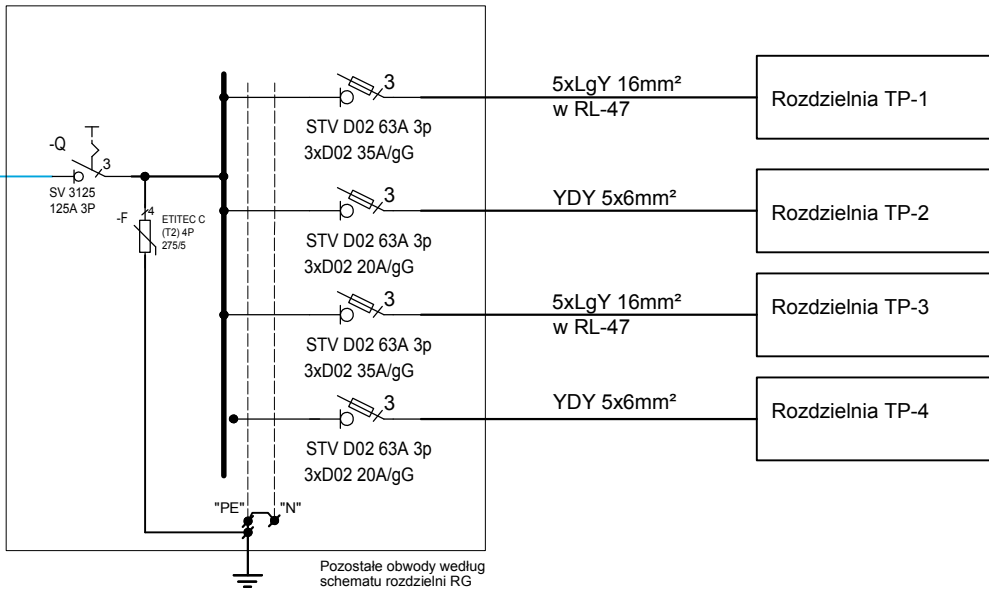 3
STV D02 63A 3p
3xD02 35A/gG
5xLgY 16mm²
w RL-47
Rozdzielnia TP-1
-Q
3
SV 3125
125A 3P
-F
4
ETITEC C
(T2) 4P
275/5
3
STV D02 63A 3p
3xD02 20A/gG
YDY 5x6mm²
Rozdzielnia TP-2
3
STV D02 63A 3p
3xD02 35A/gG
5xLgY 16mm²
w RL-47
Rozdzielnia TP-3
3
STV D02 63A 3p
3xD02 20A/gG
YDY 5x6mm²
Rozdzielnia TP-4
"PE"
"N"
Pozostałe obwody według
schematu rozdzielni RG